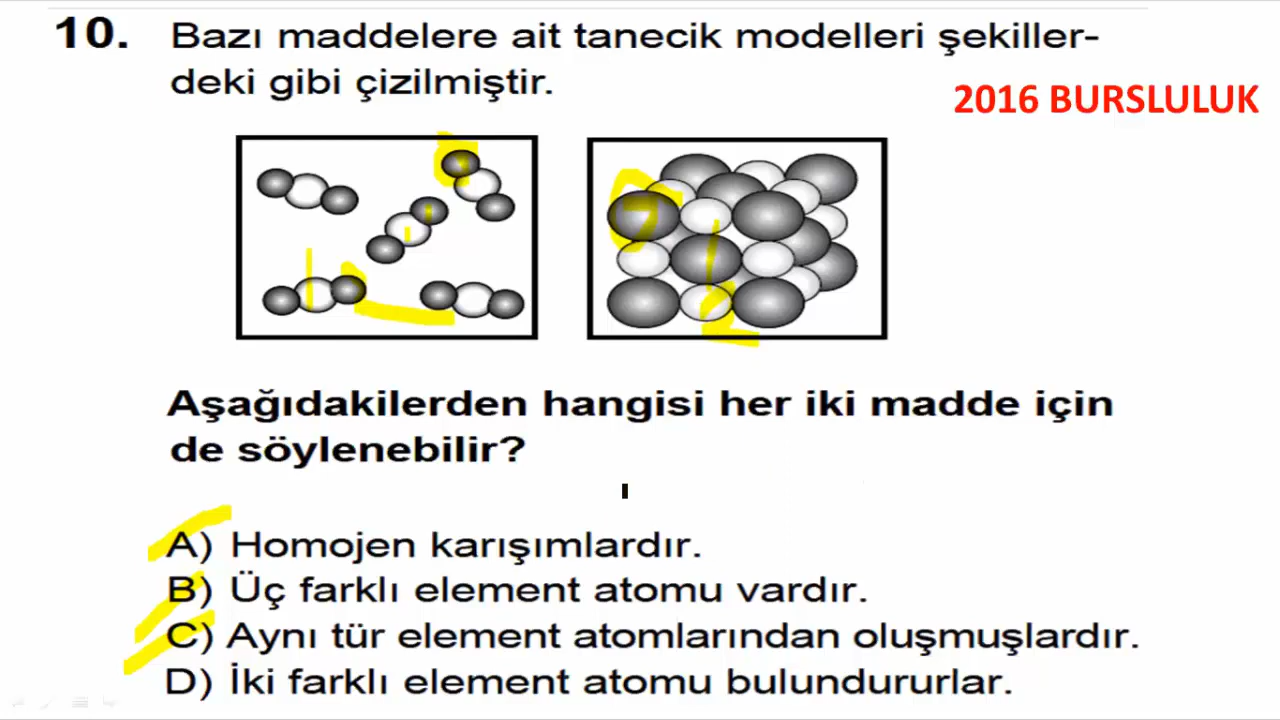 10. Bazı maddelere ait tanecik modelleri şekiller-
deki gibi çizilmiştir.
2016 BURSLULUK
Aşağıdakilerden hangisi her iki madde için
de söylenebilir?
A) Homojen karışımlardır.
B) Üç farklı element atomu vardır.
C) Aynı tür element atomlarından oluşmuşlardır.
D) İki farklı element atomu bulundururlar.